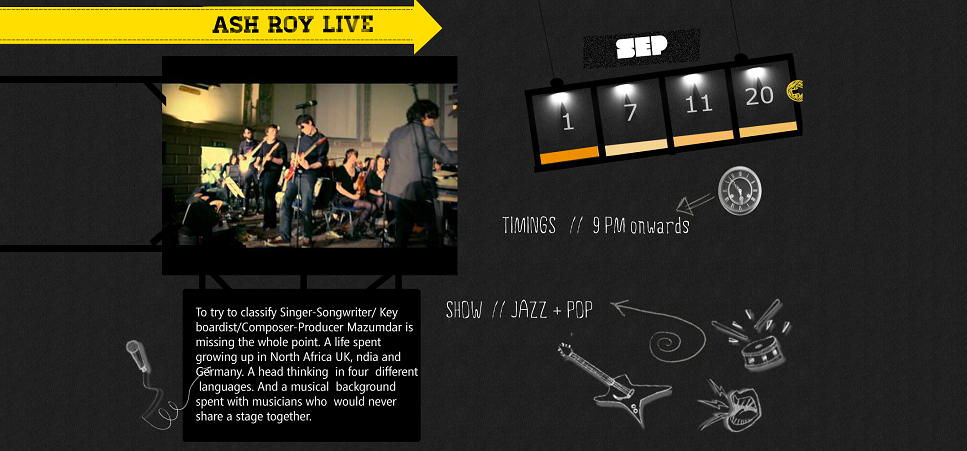 ASH ROY LIVE
SEP
1 7 11 20
TIMINGS // 9 PM onwards
SHOW // JAZZ + POP
To try to classify Singer-Songwriter/ Key
boardist/Composer-Producer Mazumdar is
missing the whole point. A life spent
growing up in North Africa UK, ndia and
Germany. A head thinking in four different
languages. And a musical background
spent with musicians who would never
share a stage together.